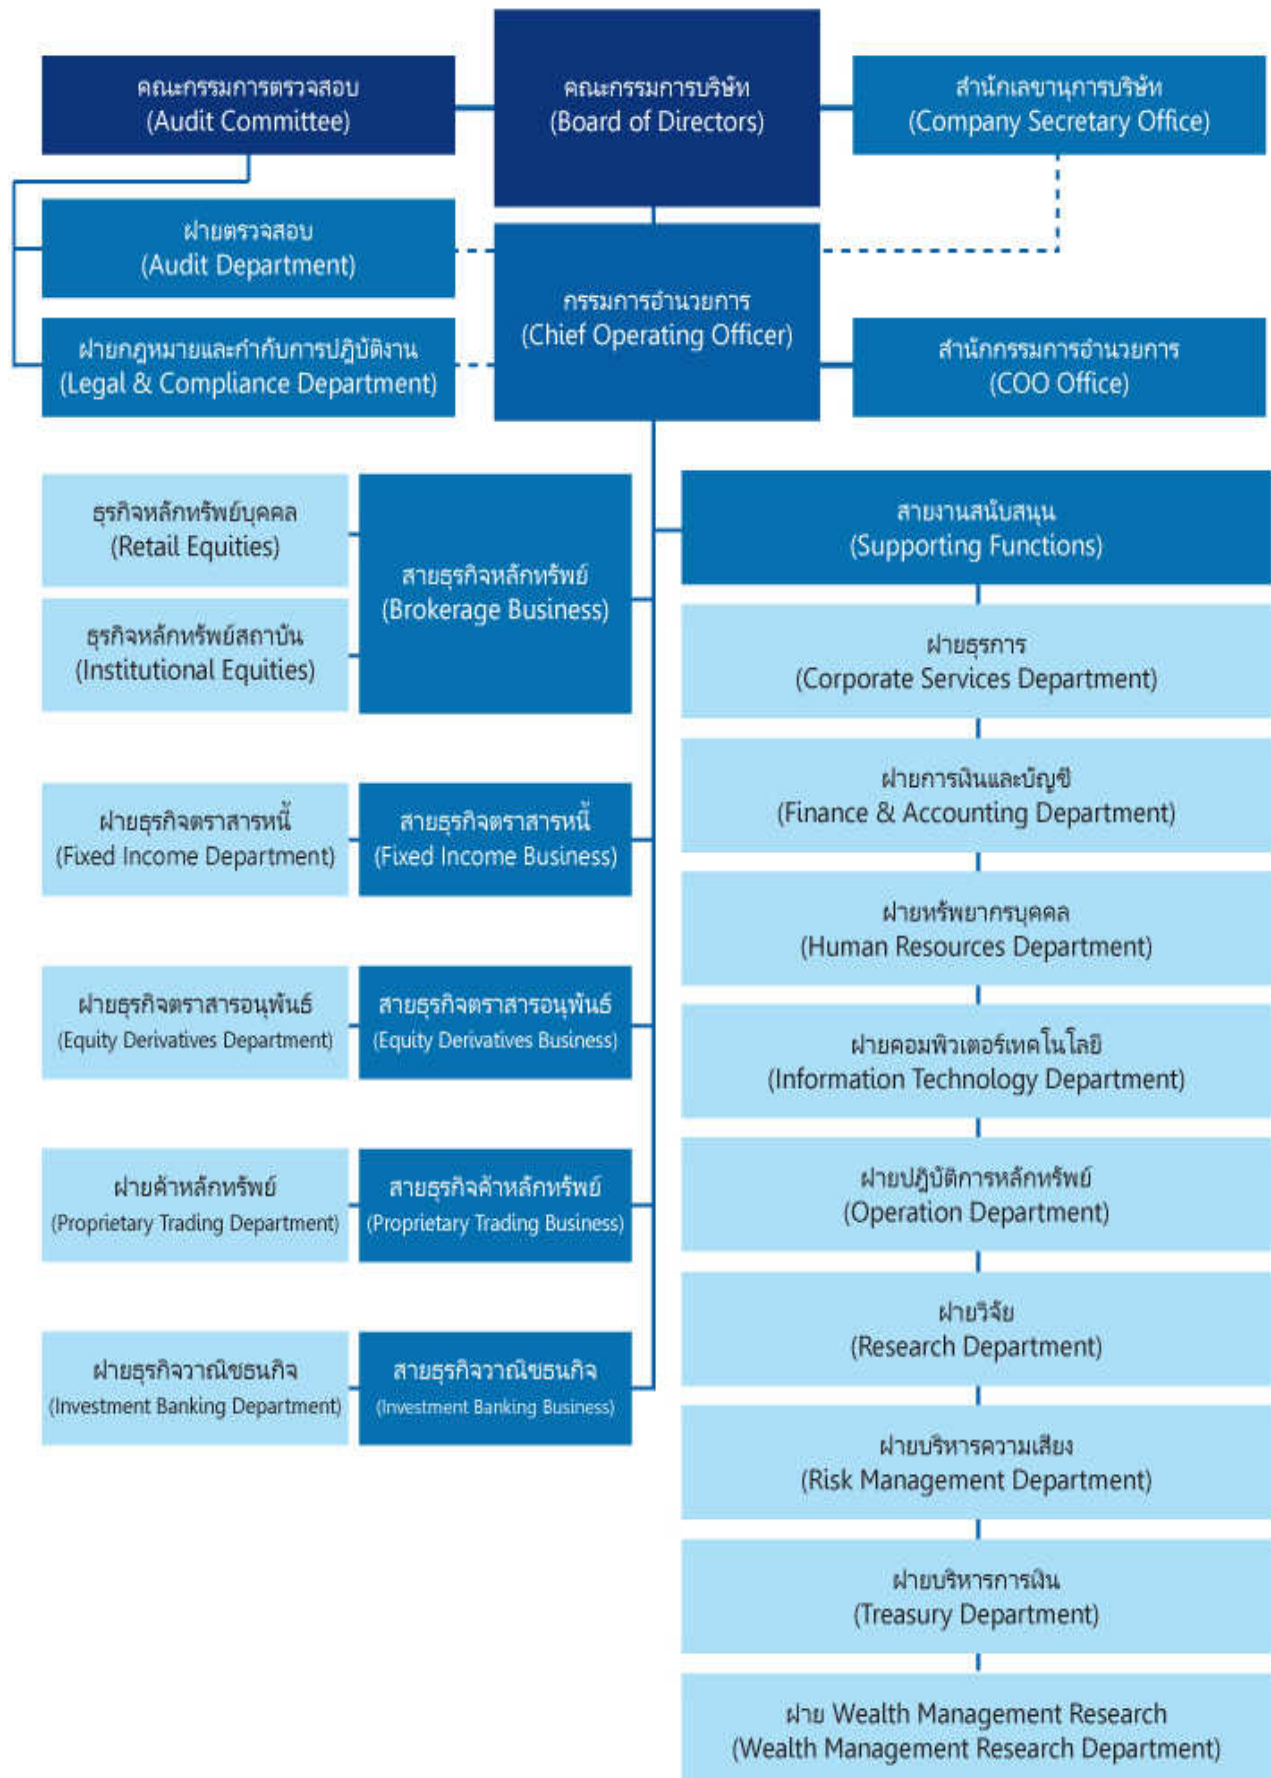 คณะกรรมการตรวจสอบ
(Audit Committee)
คณะกรรมการบริษัท
(Board of Directors)
สำนักเลขานุการบริษัท
(Company Secretary Office)
ฝ่ายตรวจสอบ
(Audit Department)
กรรมการอำนวยการ
(Chief Operating Officer)
ฝ่ายกฎหมายและกำกับการปฏิบัติงาน
(Legal & Compliance Department)
สำนักกรรมการอำนวยการ
(COO Office)
ธุรกิจหลักทรัพย์บุคคล
(Retail Equities)
ธุรกิจหลักทรัพย์สถาบัน
(Institutional Equities)
สายธุรกิจหลักทรัพย์
(Brokerage Business)
ฝ่ายธุรกิจตราสารหนี้
(Fixed Income Department)
สายธุรกิจตราสารหนี้
(Fixed Income Business)
ฝ่ายธุรกิจตราสารอนุพันธ์
(Equity Derivatives Department)
สายธุรกิจตราสารอนุพันธ์
(Equity Derivatives Business)
ฝ่ายค้าหลักทรัพย์
(Proprietary Trading Department)
สายธุรกิจค้าหลักทรัพย์
(Proprietary Trading Business)
ฝ่ายธุรกิจวาณิชธนกิจ
(Investment Banking Department)
สายธุรกิจวาณิชธนกิจ
(Investment Banking Business)
สายงานสนับสนุน
(Supporting Functions)
ฝ่ายธุรการ
(Corporate Services Department)
ฝ่ายการเงินและบัญชี
(Finance & Accounting Department)
ฝ่ายทรัพยากรบุคคล
(Human Resources Department)
ฝ่ายคอมพิวเตอร์เทคโนโลยี
(Information Technology Department)
ฝ่ายปฏิบัติการหลักทรัพย์
(Operation Department)
ฝ่ายวิจัย
(Research Department)
ฝ่ายบริหารความเสี่ยง
(Risk Management Department)
ฝ่ายบริหารการเงิน
(Treasury Department)
ฝ่าย Wealth Management Research
(Wealth Management Research Department)